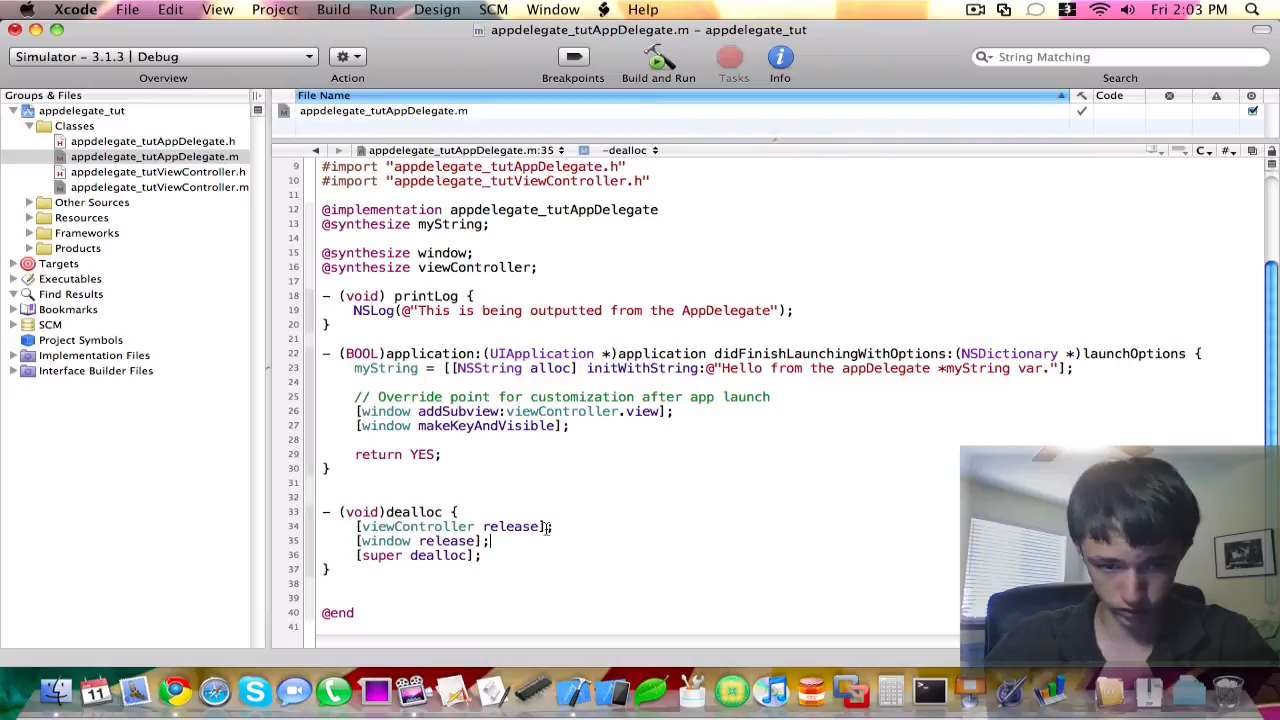 Xcode File Edit View Project Build Run Design SCM Window Help Fri 2:03 PM
appdelegate_tutAppDelegate.m – appdelegate_tut
Simulator - 3.1.3 | Debug
String Matching
Overview Action Breakpoints Build and Run Tasks Info Search
Groups & Files
File Name Code
appdelegate_tut
appdelegate_tutAppDelegate.m
Classes
appdelegate_tutAppDelegate.h
appdelegate_tutAppDelegate.m
appdelegate_tutViewController.h
appdelegate_tutViewController.m
Other Sources
Resources
Frameworks
Products
Targets
Executables
Find Results
Bookmarks
SCM
Project Symbols
Implementation Files
Interface Builder Files
appdelegate_tutAppDelegate.m:35 -dealloc C #
9 #import "appdelegate_tutAppDelegate.h"
10 #import "appdelegate_tutViewController.h"
11
12 @implementation appdelegate_tutAppDelegate
13 @synthesize myString;
14
15 @synthesize window;
16 @synthesize viewController;
17
18 - (void) printLog {
19 NSLog(@"This is being outputted from the AppDelegate");
20 }
21
22 - (BOOL)application:(UIApplication *)application didFinishLaunchingWithOptions:(NSDictionary *)launchOptions {
23 myString = [[NSString alloc] initWithString:@"Hello from the appDelegate *myString var."];
24
25 // Override point for customization after app launch
26 [window addSubview:viewController.view];
27 [window makeKeyAndVisible];
28
29 return YES;
30 }
31
32
33 - (void)dealloc {
34 [viewController release];
35 [window release];
36 [super dealloc];
37 }
38
39
40 @end
41